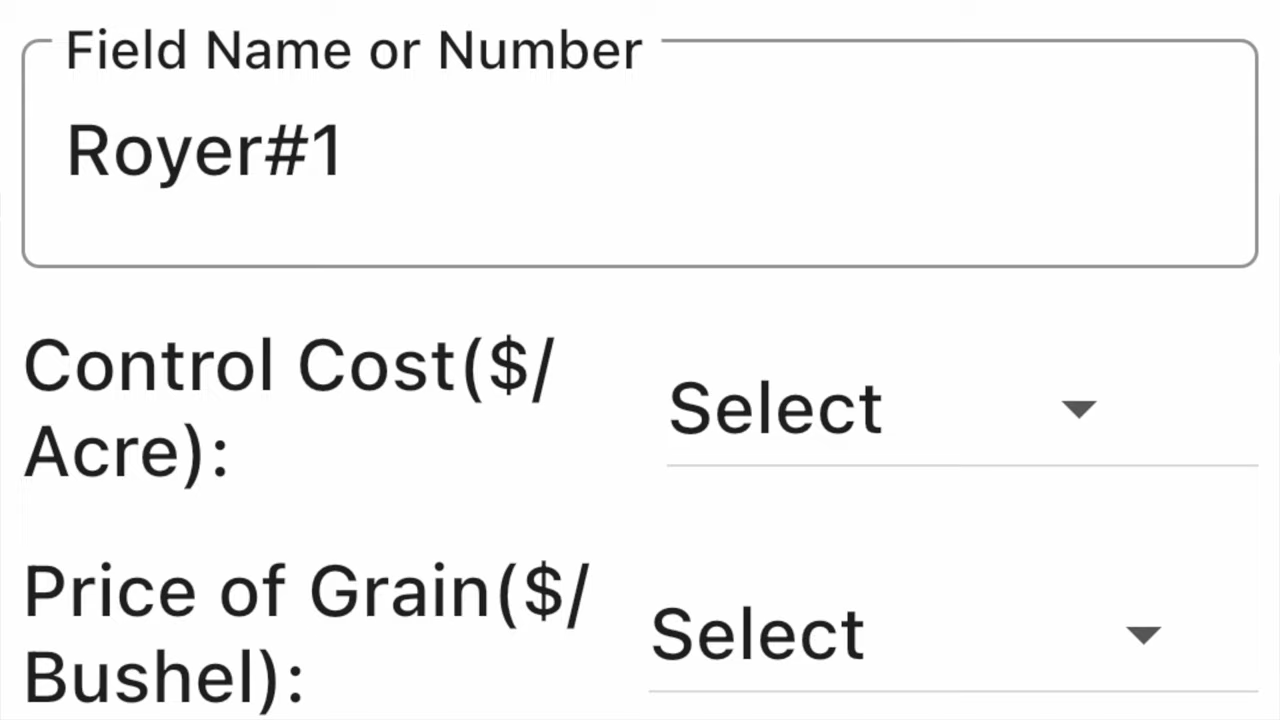 Field Name or Number
Royer#1
Control Cost($/
Acre):
Select
Price of Grain($/
Bushel):
Select